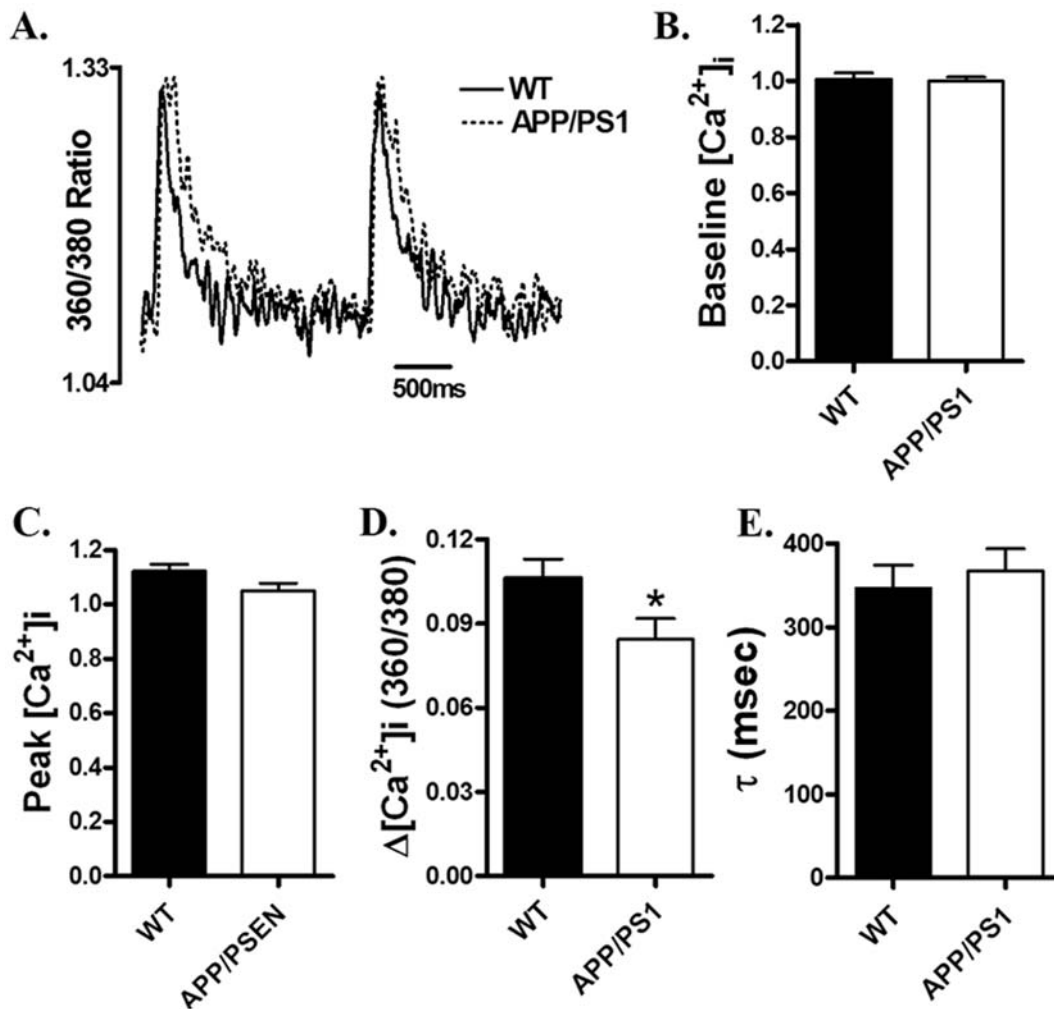 A.
1.33
360/380 Ratio
1.04
WT
APP/PS1
500ms
B.
Baseline [Ca²⁺]i
1.2
1.0
0.8
0.6
0.4
0.2
0.0
WT
APP/PS1
C.
Peak [Ca²⁺]i
1.2
1.0
0.8
0.6
0.4
0.2
0.0
WT
APP/PSEN
D.
Δ[Ca²⁺]i (360/380)
0.12
0.09
0.06
0.03
0.00
*
WT
APP/PS1
E.
τ (msec)
400
300
200
100
0
WT
APP/PS1